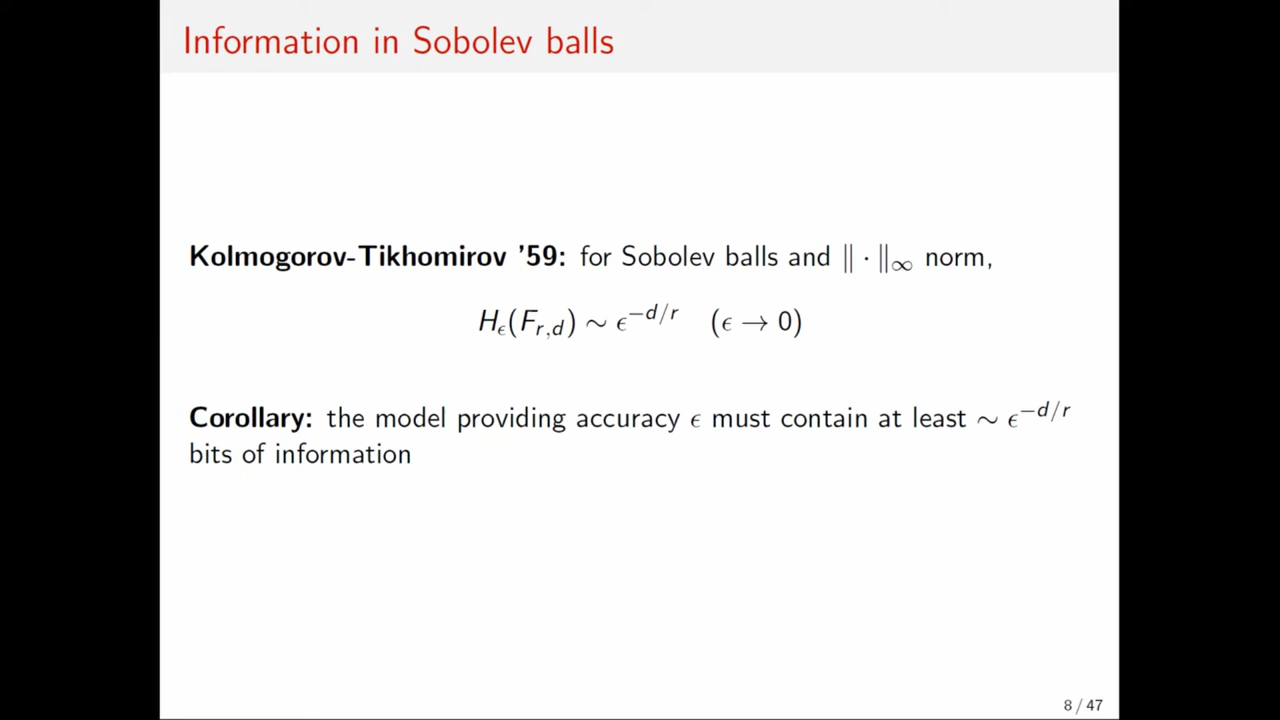 Information in Sobolev balls
Kolmogorov-Tikhomirov ’59: for Sobolev balls and ‖ · ‖∞ norm,
Hϵ(Fr,d) ∼ ϵ^−d/r (ϵ → 0)
Corollary: the model providing accuracy ϵ must contain at least ∼ ϵ^−d/r
bits of information
8 / 47